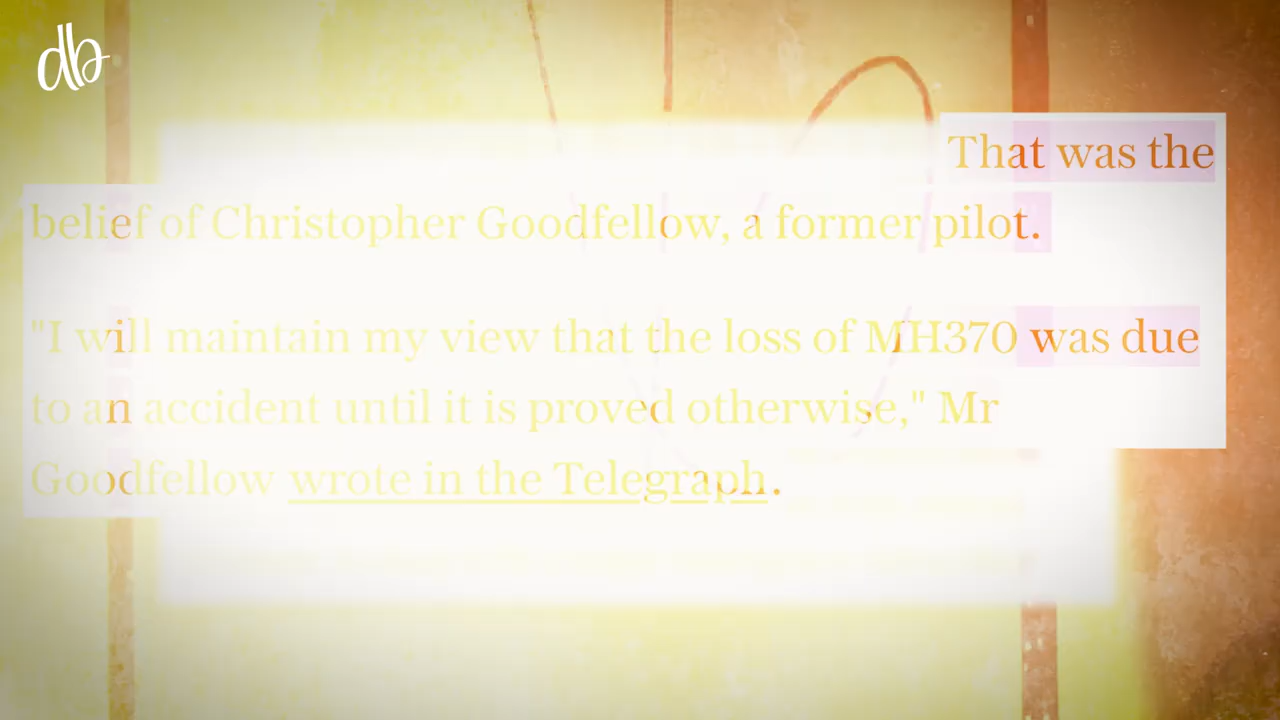 db
That was the
belief of Christopher Goodfellow, a former pilot.
"I will maintain my view that the loss of MH370 was due
to an accident until it is proved otherwise," Mr
Goodfellow wrote in the Telegraph.